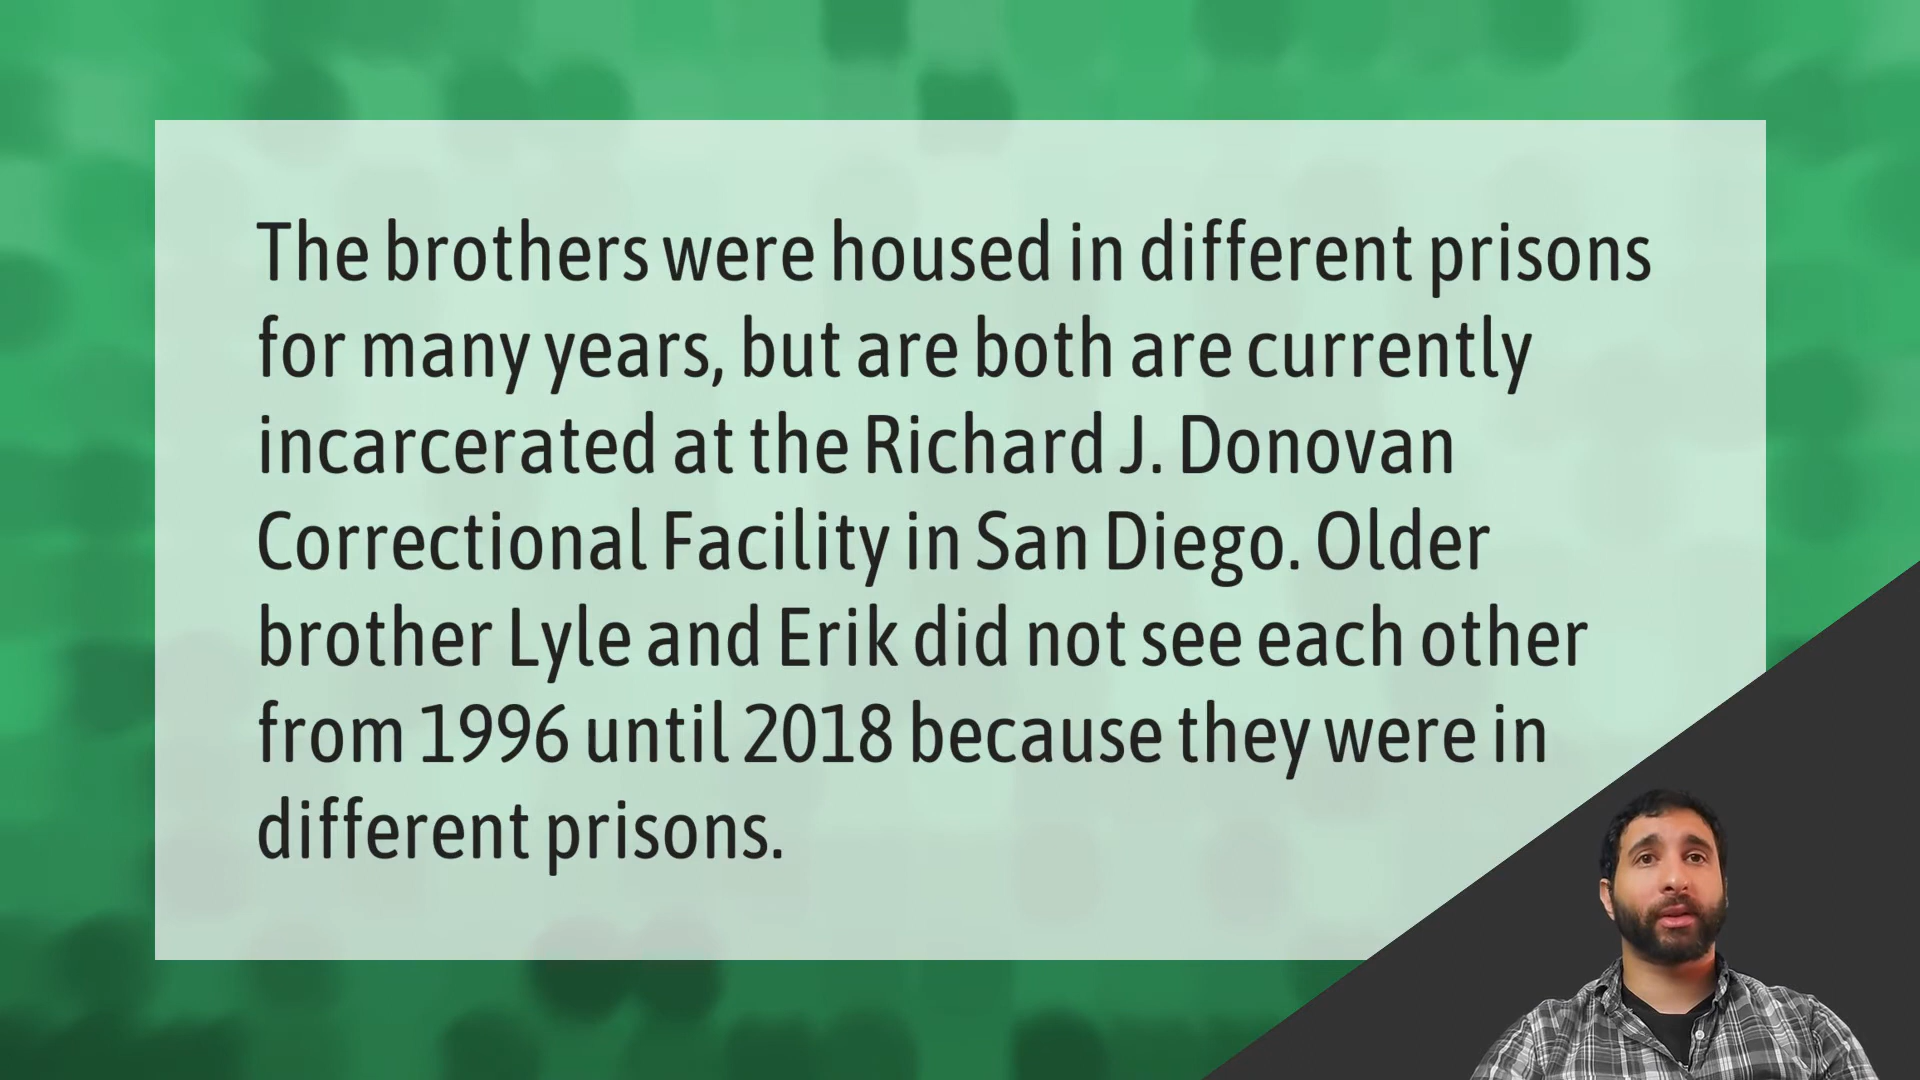 The brothers were housed in different prisons
for many years, but are both are currently
incarcerated at the Richard J. Donovan
Correctional Facility in San Diego. Older
brother Lyle and Erik did not see each other
from 1996 until 2018 because they were in
different prisons.